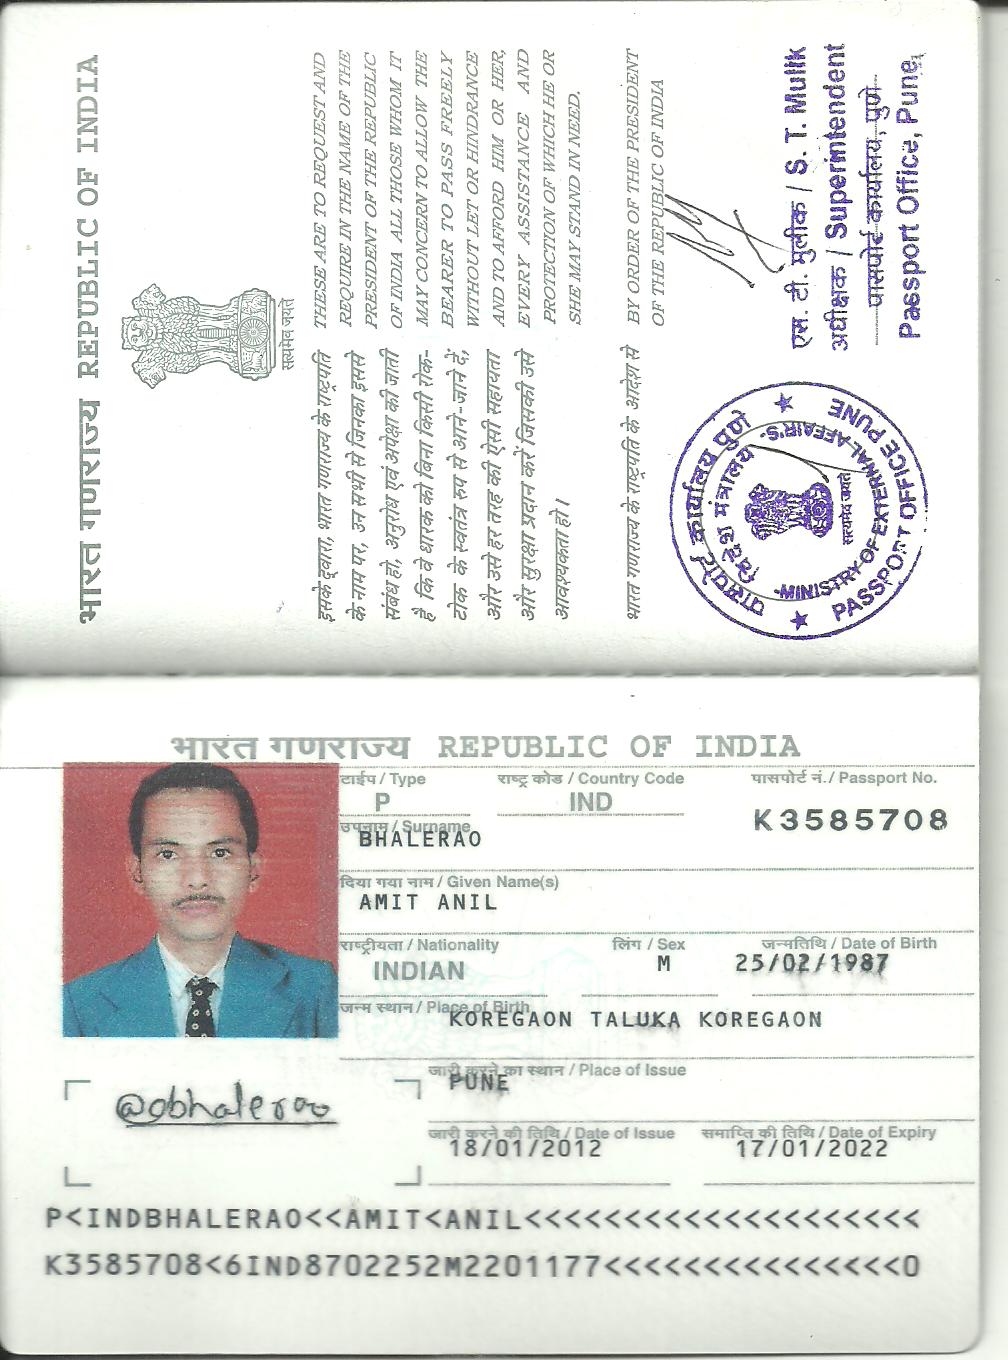 भारत गणराज्य REPUBLIC OF INDIA
सत्यमेव जयते
इसके द्वारा, भारत गणराज्य के राष्ट्रपति
के नाम पर, उन सभी से जिनका इससे
संबंध हो, अनुरोध एवं अपेक्षा की जाती
है कि वे धारक को बिना किसी रोक-
टोक के स्वतंत्र रुप से आने-जाने दें,
और उसे हर तरह की ऐसी सहायता
और सुरक्षा प्रदान करें जिसकी उसे
आवश्यकता हो।
THESE ARE TO REQUEST AND
REQUIRE IN THE NAME OF THE
PRESIDENT OF THE REPUBLIC
OF INDIA ALL THOSE WHOM IT
MAY CONCERN TO ALLOW THE
BEARER TO PASS FREELY
WITHOUT LET OR HINDRANCE
AND TO AFFORD HIM OR HER,
EVERY ASSISTANCE AND
PROTECTION OF WHICH HE OR
SHE MAY STAND IN NEED.
भारत गणराज्य के राष्ट्रपति के आदेश से
BY ORDER OF THE PRESIDENT
OF THE REPUBLIC OF INDIA
पासपोर्ट कार्यालय पुणे
विदेश मंत्रालय
सत्यमेव जयते
-MINISTRY OF EXTERNAL AFFAIR'S-
PASSPORT OFFICE PUNE
एस. टी. मुलीक / S. T. Mulik
अधीक्षक / Superintendent
पासपोर्ट कार्यालय, पुणे
Passport Office, Pune
भारत गणराज्य REPUBLIC OF INDIA
टाईप / Type राष्ट्र कोड / Country Code पासपोर्ट नं. / Passport No.
P IND K3585708
उपनाम / Surname
BHALERAO
दिया गया नाम / Given Name(s)
AMIT ANIL
राष्ट्रीयता / Nationality लिंग / Sex जन्मतिथि / Date of Birth
INDIAN M 25/02/1987
जन्म स्थान / Place of Birth
KOREGAON TALUKA KOREGAON
जारी करने का स्थान / Place of Issue
PUNE
जारी करने की तिथि / Date of Issue समाप्ति की तिथि / Date of Expiry
18/01/2012 17/01/2022
@abhalerao
P<INDBHALERAO<<AMIT<ANIL<<<<<<<<<<<<<<<<<<<<
K3585708<6IND8702252M2201177<<<<<<<<<<<<<<<0